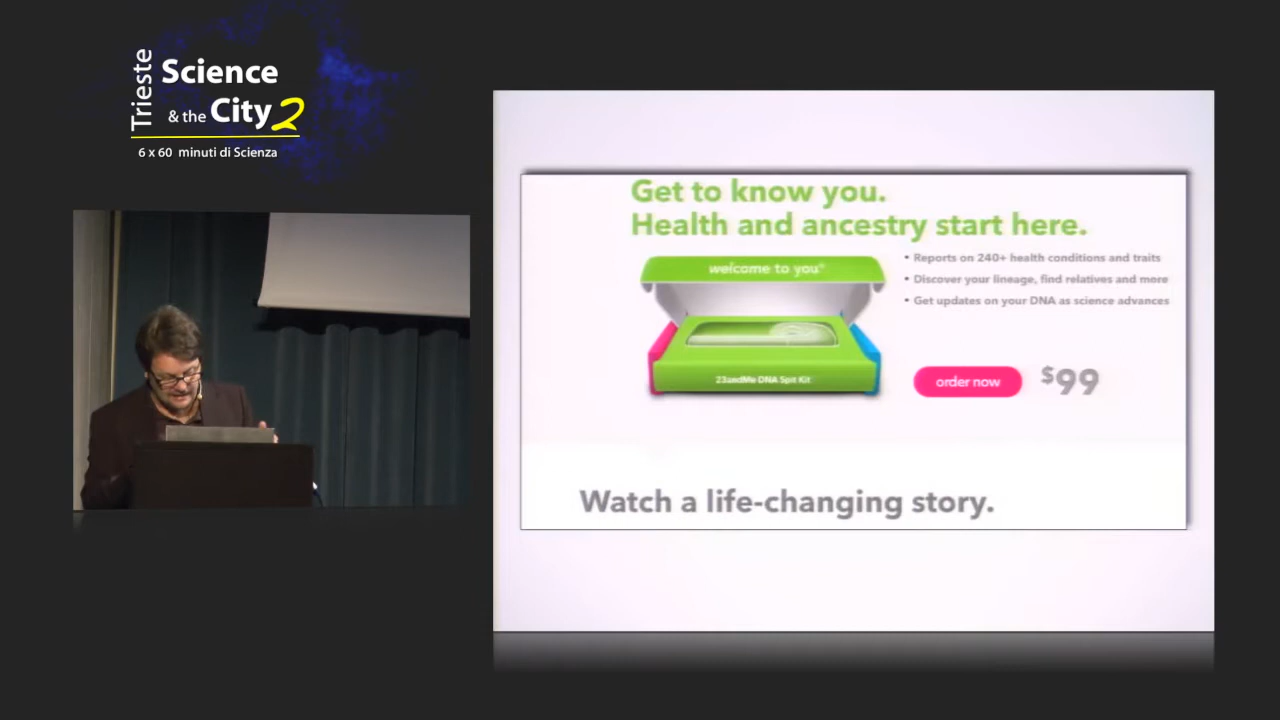 Trieste
Science
& the City 2
6 x 60 minuti di Scienza
Get to know you.
Health and ancestry start here.
welcome to you®
23andMe DNA Spit Kit
• Reports on 240+ health conditions and traits
• Discover your lineage, find relatives and more
• Get updates on your DNA as science advances
order now
$99
Watch a life-changing story.